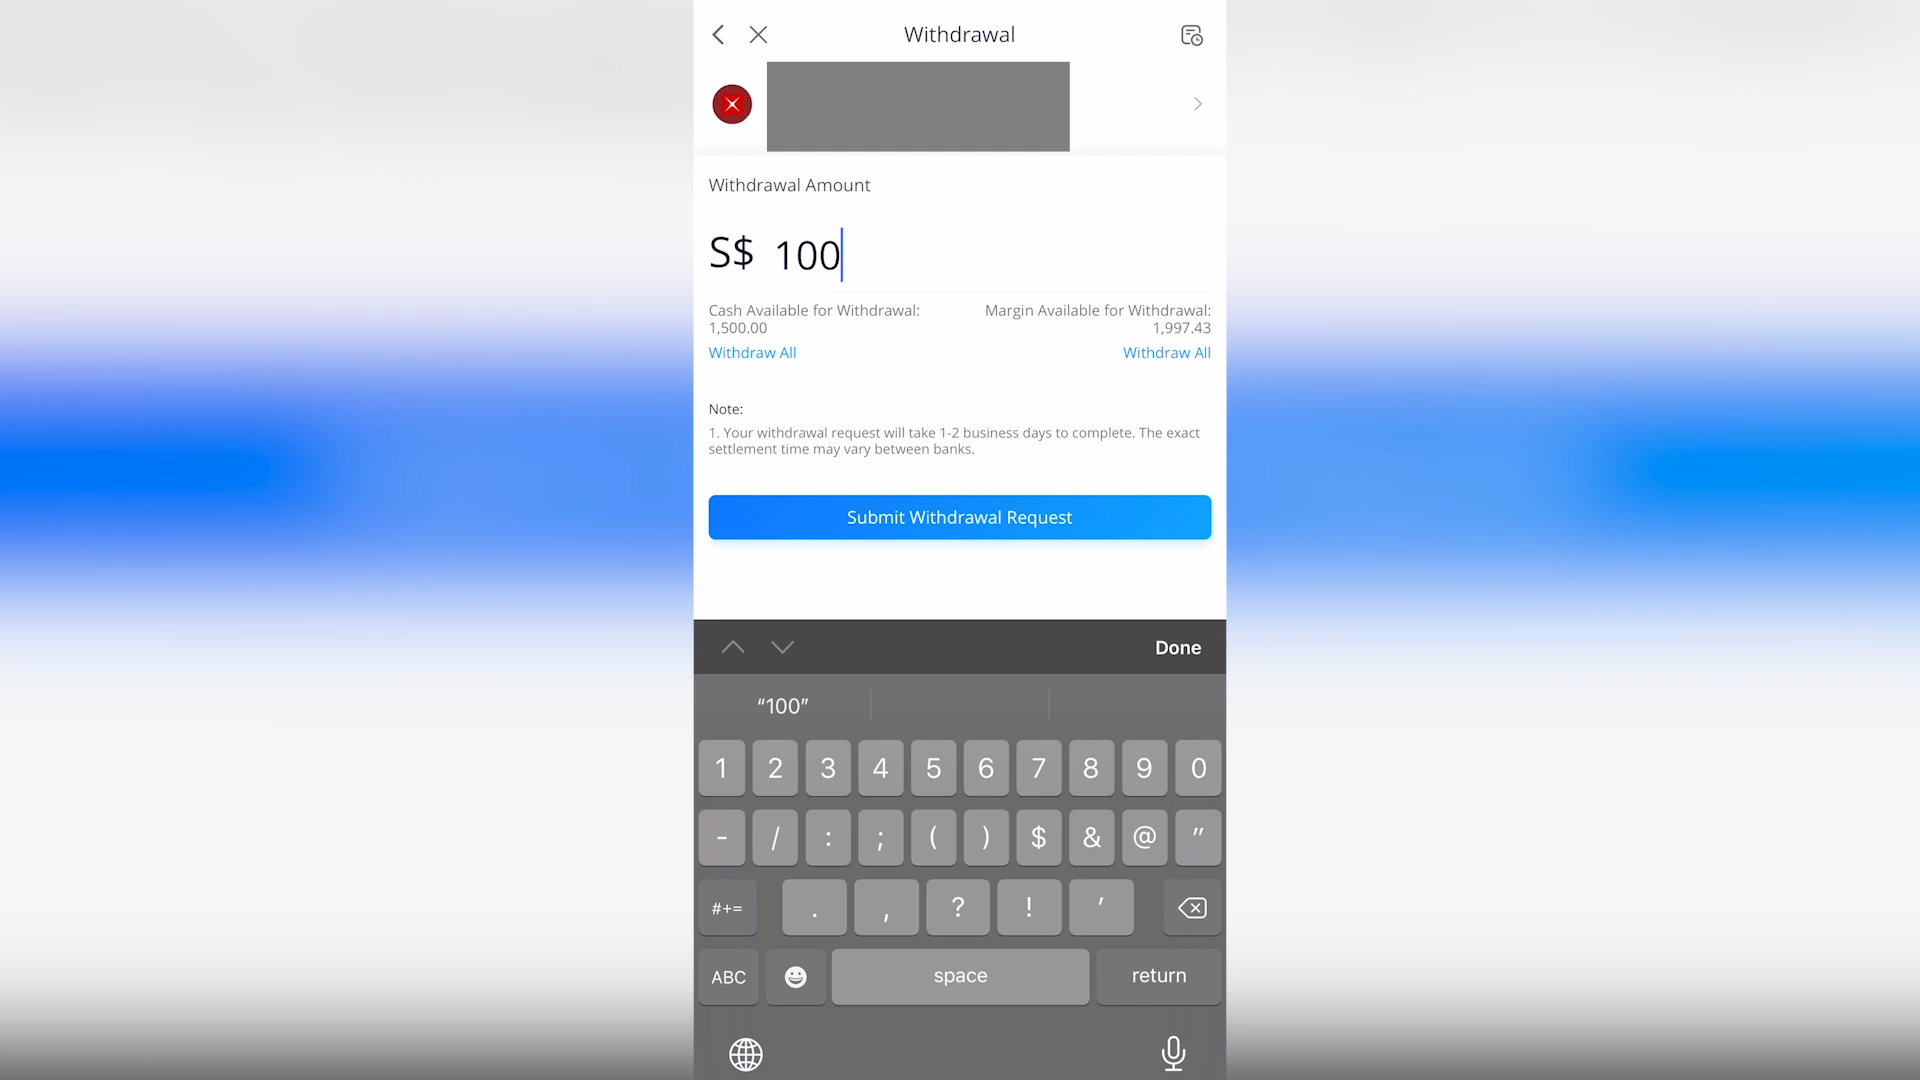 Withdrawal
Withdrawal Amount
S$ 100
Cash Available for Withdrawal:
1,500.00
Withdraw All
Margin Available for Withdrawal:
1,997.43
Withdraw All
Note:
1. Your withdrawal request will take 1-2 business days to complete. The exact
settlement time may vary between banks.
Submit Withdrawal Request
Done
“100”
1 2 3 4 5 6 7 8 9 0
- / : ; ( ) $ & @ "
#+= . , ? ! '
ABC space return